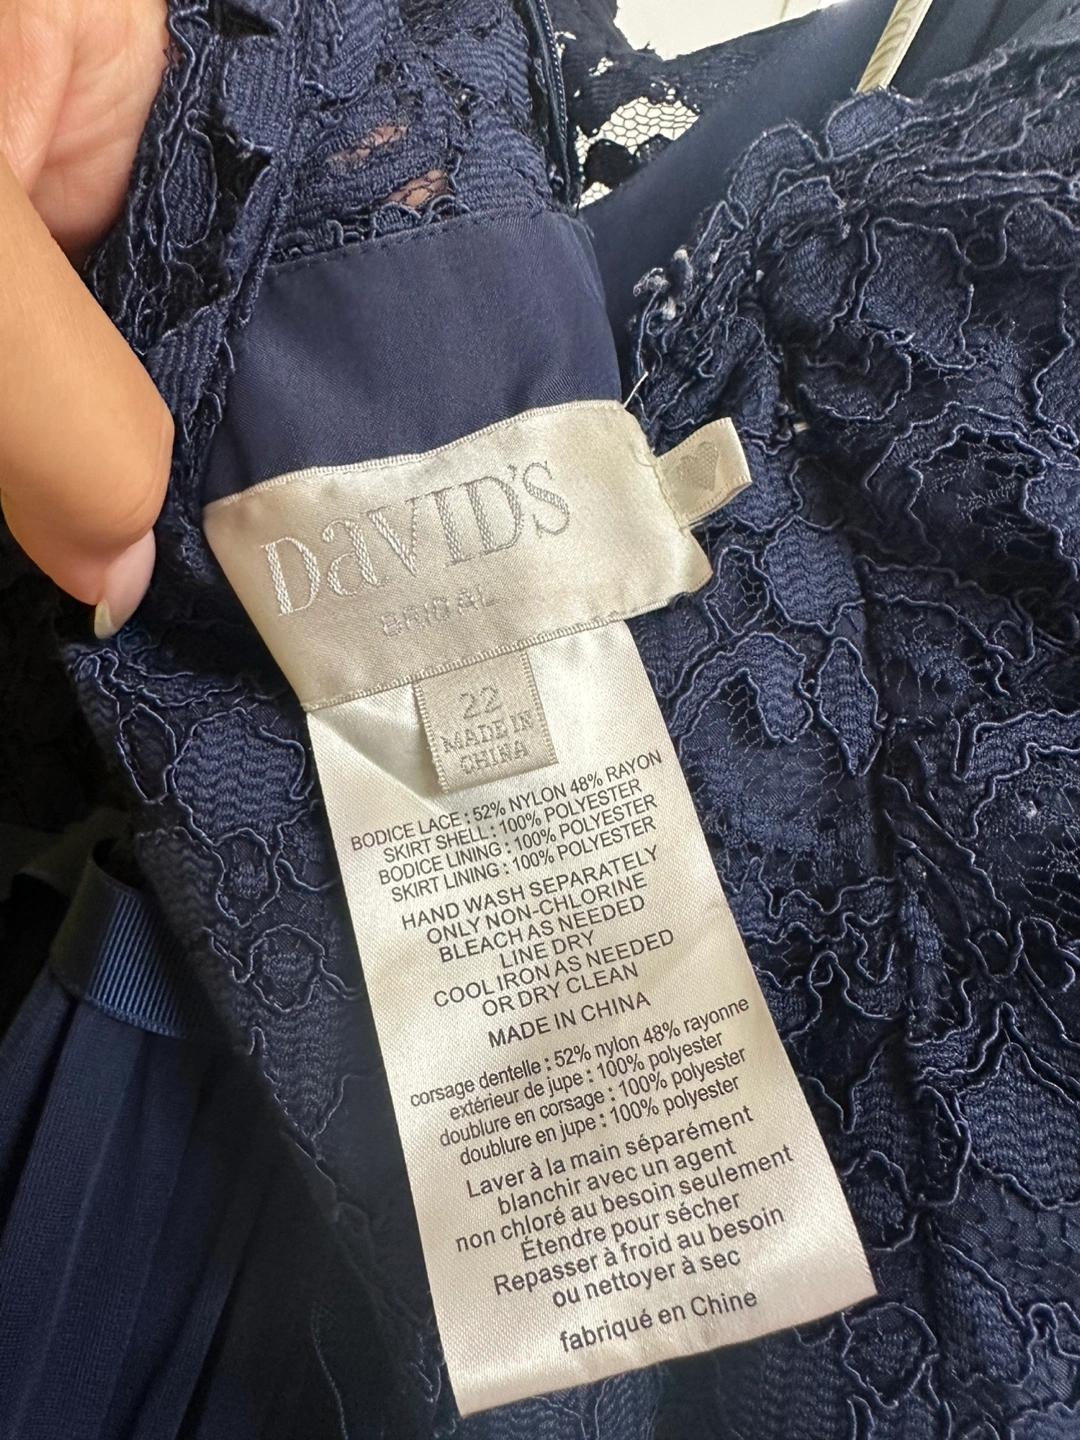 DaVID'S
BRIDAL
22
MADE IN
CHINA
BODICE LACE : 52% NYLON 48% RAYON
SKIRT SHELL : 100% POLYESTER
BODICE LINING : 100% POLYESTER
SKIRT LINING : 100% POLYESTER
HAND WASH SEPARATELY
ONLY NON-CHLORINE
BLEACH AS NEEDED
LINE DRY
COOL IRON AS NEEDED
OR DRY CLEAN
MADE IN CHINA
corsage dentelle : 52% nylon 48% rayonne
extérieur de jupe : 100% polyester
doublure en corsage : 100% polyester
doublure en jupe : 100% polyester
Laver à la main séparément
blanchir avec un agent
non chloré au besoin seulement
Étendre pour sécher
Repasser à froid au besoin
ou nettoyer à sec
fabriqué en Chine